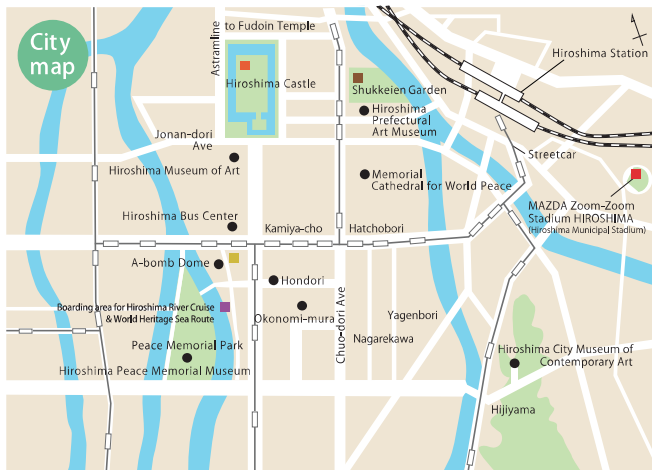 City
map
to Fudoin Temple
Astramline
Hiroshima Station
Hiroshima Castle
Shukkeien Garden
Hiroshima
Prefectural
Art Museum
Jonan-dori
Ave
Streetcar
Hiroshima Museum of Art
Memorial
Cathedral for World Peace
MAZDA Zoom-Zoom
Stadium HIROSHIMA
(Hiroshima Municipal Stadium)
Hiroshima Bus Center
Kamiya-cho
Hatchobori
A-bomb Dome
Hondori
Boarding area for Hiroshima River Cruise
& World Heritage Sea Route
Okonomi-mura
Chuo-dori Ave
Yagenbori
Nagarekawa
Peace Memorial Park
Hiroshima Peace Memorial Museum
Hiroshima City Museum of
Contemporary Art
Hijiyama